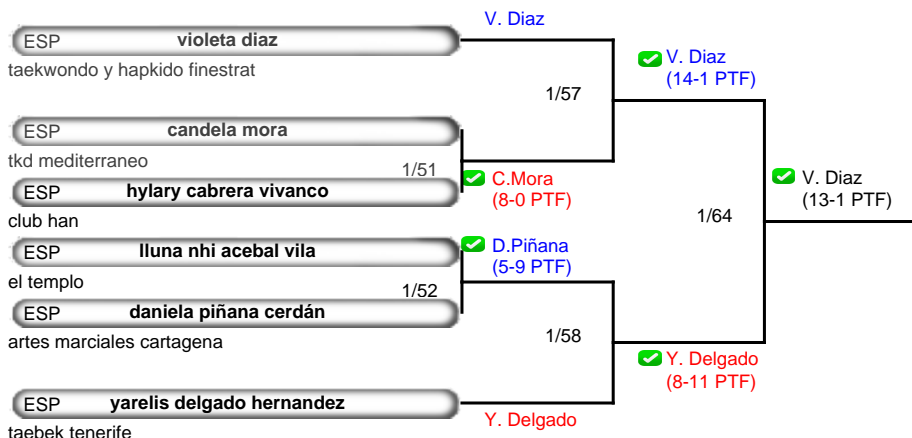 V. Diaz
ESP violeta diaz
taekwondo y hapkido finestrat
V. Diaz
(14-1 PTF)
1/57
ESP candela mora
tkd mediterraneo
1/51
C.Mora
(8-0 PTF)
ESP hylary cabrera vivanco
club han
V. Diaz
(13-1 PTF)
1/64
ESP lluna nhi acebal vila
el templo
D.Piñana
(5-9 PTF)
1/52
ESP daniela piñana cerdán
artes marciales cartagena
1/58
Y. Delgado
(8-11 PTF)
ESP yarelis delgado hernandez
taebek tenerife
Y. Delgado